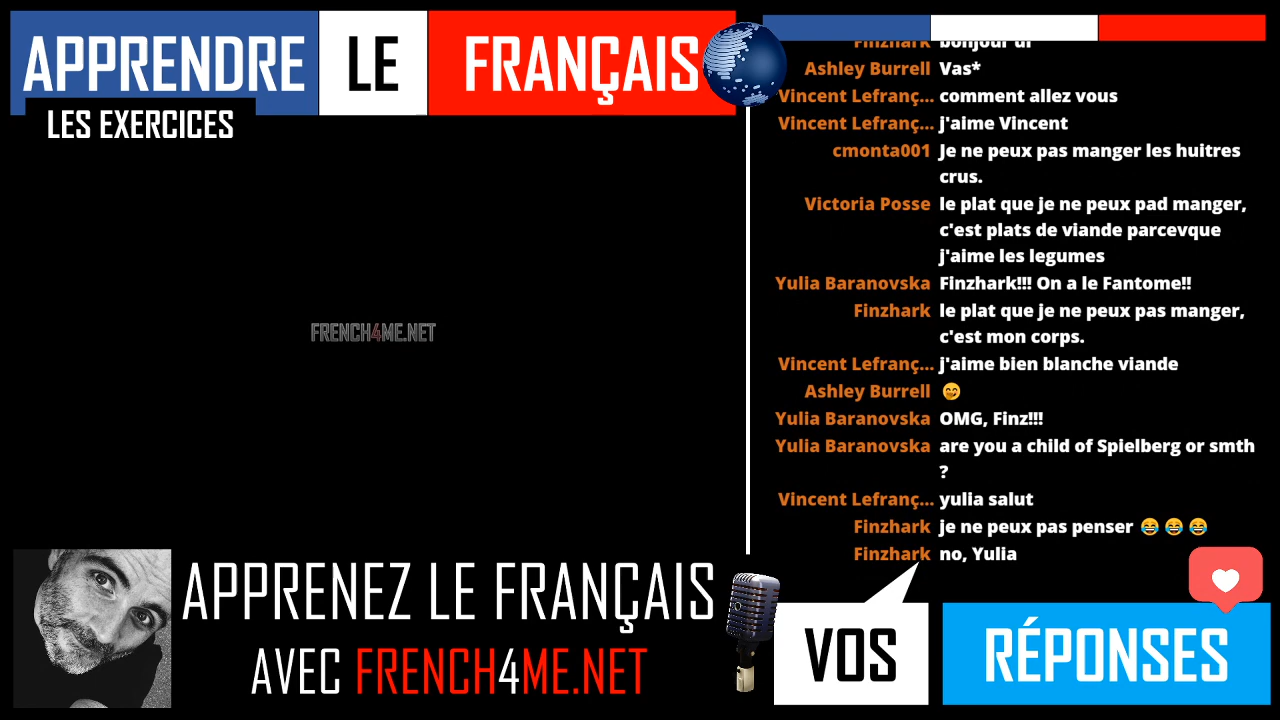 APPRENDRE LE FRANÇAIS
LES EXERCICES
FRENCH4ME.NET
APPRENEZ LE FRANÇAIS
AVEC FRENCH4ME.NET
Finzhark bonjour
Ashley Burrell Vas*
Vincent Lefranç... comment allez vous
Vincent Lefranç... j'aime Vincent
cmonta001 Je ne peux pas manger les huitres
crus.
Victoria Posse le plat que je ne peux pad manger,
c'est plats de viande parcevque
j'aime les legumes
Yulia Baranovska Finzhark!!! On a le Fantome!!
Finzhark le plat que je ne peux pas manger,
c'est mon corps.
Vincent Lefranç... j'aime bien blanche viande
Ashley Burrell 🤭
Yulia Baranovska OMG, Finz!!!
Yulia Baranovska are you a child of Spielberg or smth
?
Vincent Lefranç... yulia salut
Finzhark je ne peux pas penser 😂 😂 😂
Finzhark no, Yulia
VOS RÉPONSES